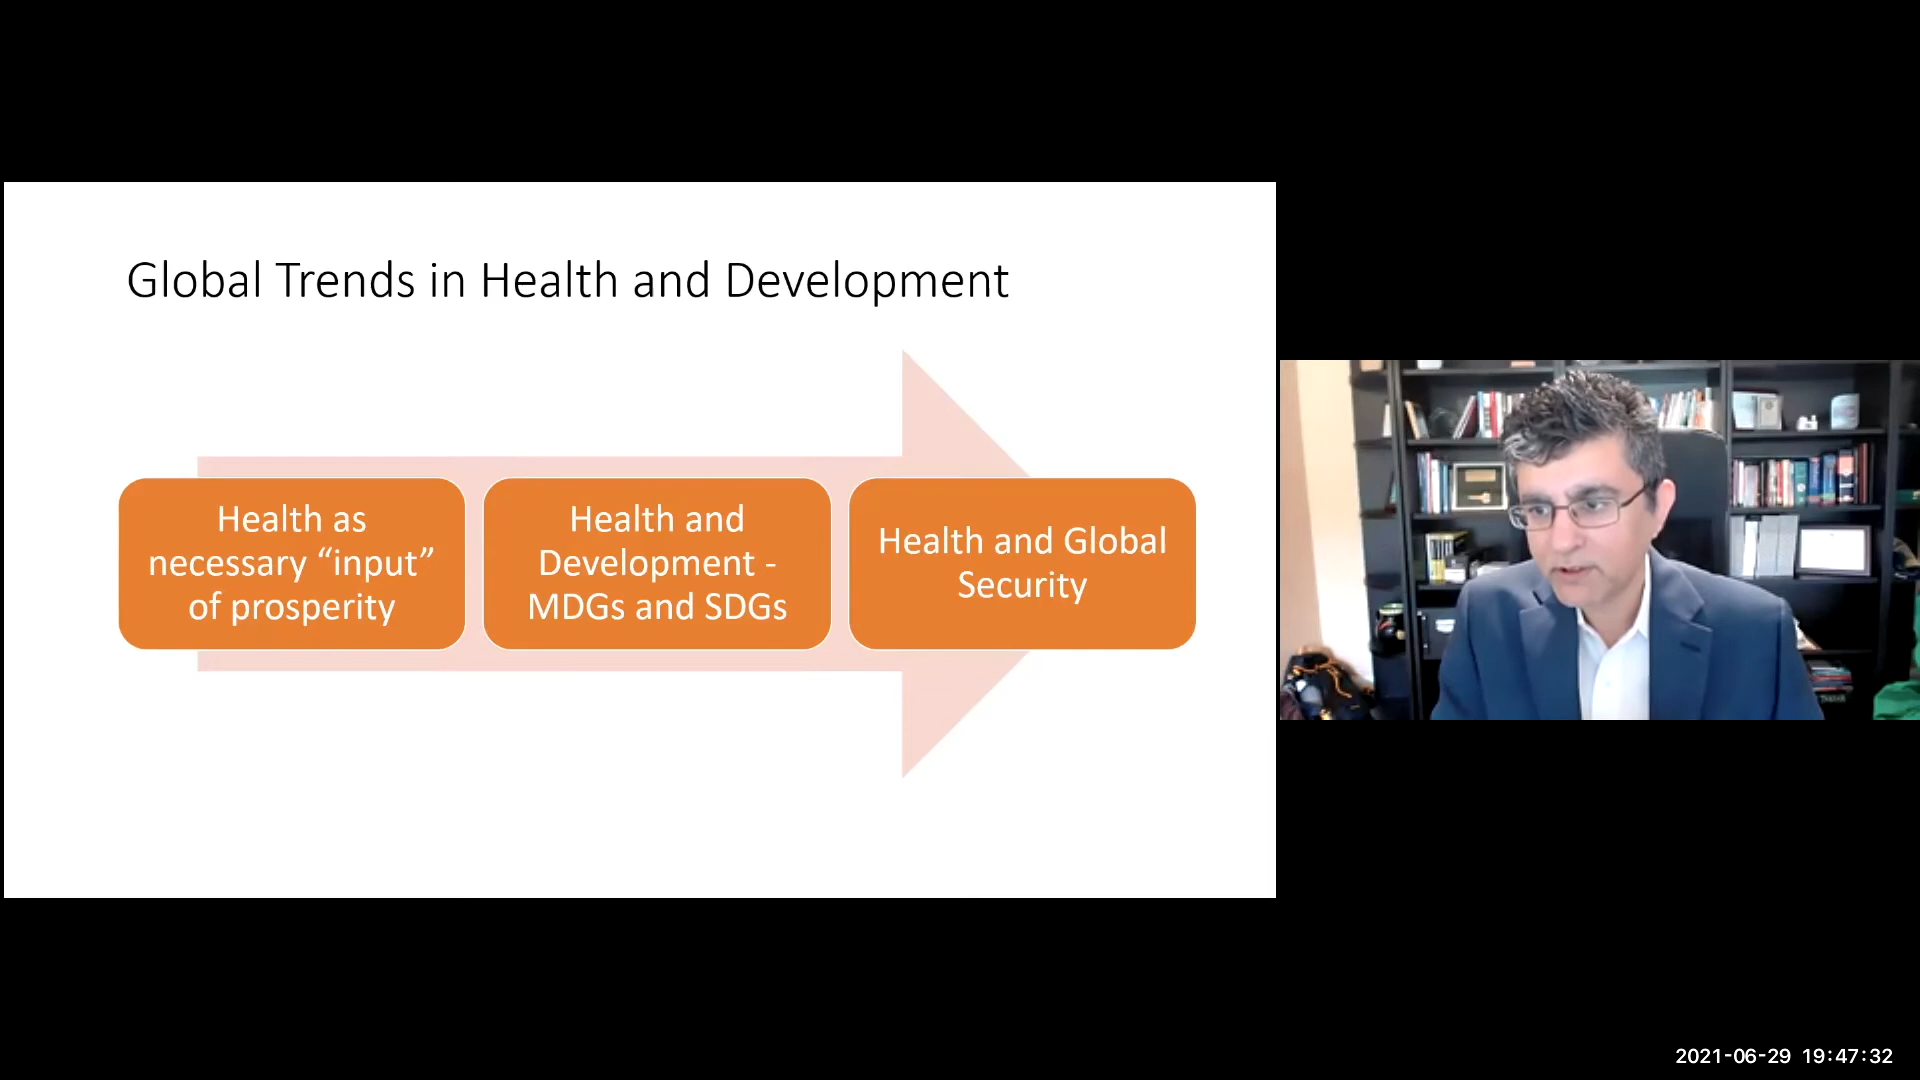 Global Trends in Health and Development
Health as
necessary “input”
of prosperity
Health and
Development -
MDGs and SDGs
Health and Global
Security
2021-06-29 19:47:32